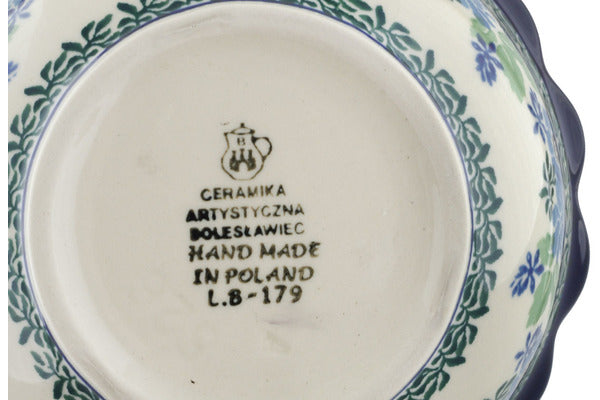 B
CERAMIKA
ARTYSTYCZNA
BOLESŁAWIEC
HAND MADE
IN POLAND
L.B-179